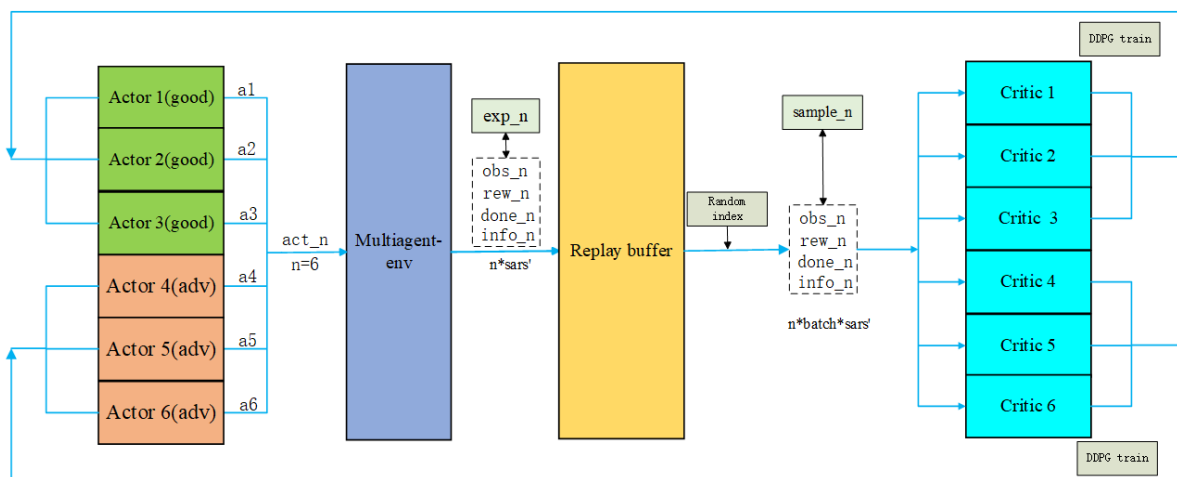 DDPG train
Actor 1(good)
a1
Actor 2(good)
a2
Actor 3(good)
a3
Actor 4(adv)
a4
Actor 5(adv)
a5
Actor 6(adv)
a6
act_n
n=6
Multiagent-
env
exp_n
obs_n
rew_n
done_n
info_n
n*sars'
Replay buffer
Random
index
sample_n
obs_n
rew_n
done_n
info_n
n*batch*sars'
Critic 1
Critic 2
Critic 3
Critic 4
Critic 5
Critic 6
DDPG train